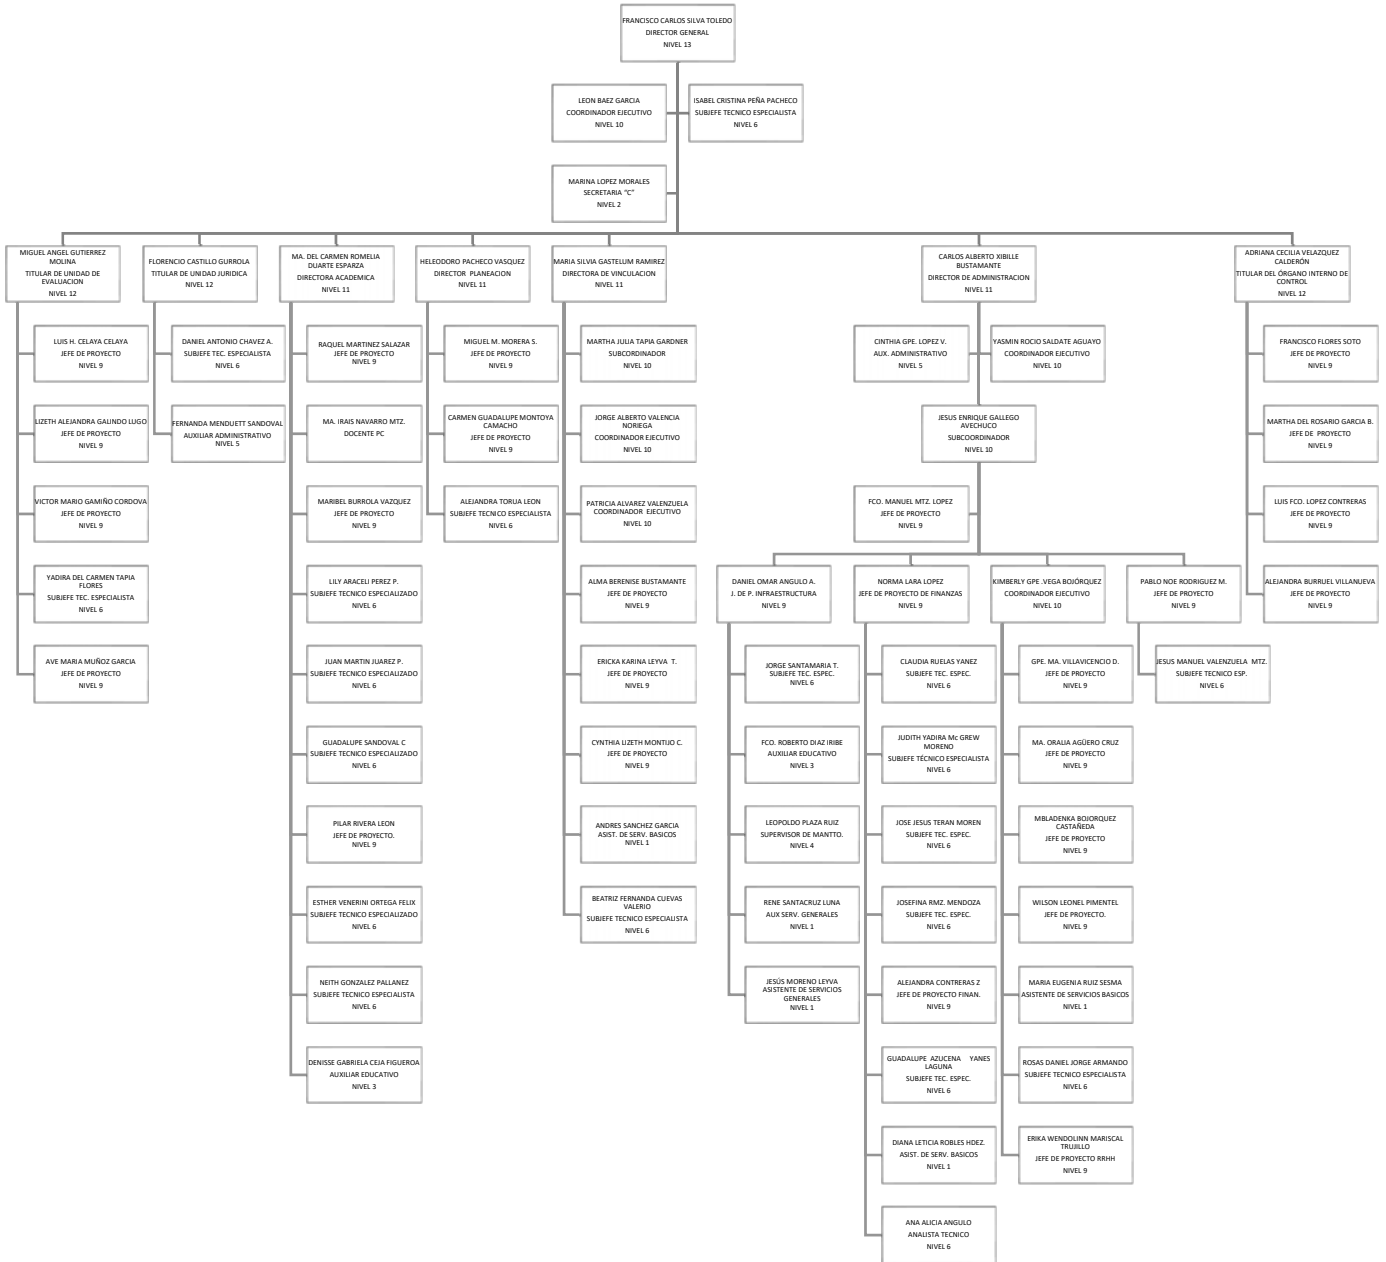 FRANCISCO CARLOS SILVA TOLEDO
DIRECTOR GENERAL
NIVEL 13
LEON BAEZ GARCIA
COORDINADOR EJECUTIVO
NIVEL 10
ISABEL CRISTINA PEÑA PACHECO
SUBJEFE TECNICO ESPECIALISTA
NIVEL 6
MARINA LOPEZ MORALES
SECRETARIA "C"
NIVEL 2
MIGUEL ANGEL GUTIERREZ
MOLINA
TITULAR DE UNIDAD DE
EVALUACION
NIVEL 12
FLORENCIO CASTILLO GURROLA
TITULAR DE UNIDAD JURIDICA
NIVEL 12
MA. DEL CARMEN ROMELIA
DUARTE ESPARZA
DIRECTORA ACADEMICA
NIVEL 11
HELEODORO PACHECO VASQUEZ
DIRECTOR PLANEACION
NIVEL 11
MARIA SILVIA GASTELUM RAMIREZ
DIRECTORA DE VINCULACION
NIVEL 11
CARLOS ALBERTO XIBILLE
BUSTAMANTE
DIRECTOR DE ADMINISTRACION
NIVEL 11
ADRIANA CECILIA VELAZQUEZ
CALDERÓN
TITULAR DEL ÓRGANO INTERNO DE
CONTROL
NIVEL 12
LUIS H. CELAYA CELAYA
JEFE DE PROYECTO
NIVEL 9
LIZETH ALEJANDRA GALINDO LUGO
JEFE DE PROYECTO
NIVEL 9
VICTOR MARIO GAMIÑO CORDOVA
JEFE DE PROYECTO
NIVEL 9
YADIRA DEL CARMEN TAPIA
FLORES
SUBJEFE TEC. ESPECIALISTA
NIVEL 6
AVE MARIA MUÑOZ GARCIA
JEFE DE PROYECTO
NIVEL 9
DANIEL ANTONIO CHAVEZ A.
SUBJEFE TEC. ESPECIALISTA
NIVEL 6
FERNANDA MENDUETT SANDOVAL
AUXILIAR ADMINISTRATIVO
NIVEL 5
RAQUEL MARTINEZ SALAZAR
JEFE DE PROYECTO
NIVEL 9
MA. IRAIS NAVARRO MTZ.
DOCENTE PC
MARIBEL BURROLA VAZQUEZ
JEFE DE PROYECTO
NIVEL 9
LILY ARACELI PEREZ P.
SUBJEFE TECNICO ESPECIALIZADO
NIVEL 6
JUAN MARTIN JUAREZ P.
SUBJEFE TECNICO ESPECIALIZADO
NIVEL 6
GUADALUPE SANDOVAL C
SUBJEFE TECNICO ESPECIALIZADO
NIVEL 6
PILAR RIVERA LEON
JEFE DE PROYECTO.
NIVEL 9
ESTHER VENERINI ORTEGA FELIX
SUBJEFE TECNICO ESPECIALIZADO
NIVEL 6
NEITH GONZALEZ PALLANEZ
SUBJEFE TECNICO ESPECIALISTA
NIVEL 6
DENISSE GABRIELA CEJA FIGUEROA
AUXILIAR EDUCATIVO
NIVEL 3
MIGUEL M. MORERA S.
JEFE DE PROYECTO
NIVEL 9
CARMEN GUADALUPE MONTOYA
CAMACHO
JEFE DE PROYECTO
NIVEL 9
ALEJANDRA TORUA LEON
SUBJEFE TECNICO ESPECIALISTA
NIVEL 6
MARTHA JULIA TAPIA GARDNER
SUBCORDINADOR
NIVEL 10
JORGE ALBERTO VALENCIA
NORIEGA
COORDINADOR EJECUTIVO
NIVEL 10
PATRICIA ALVAREZ VALENZUELA
COORDINADOR EJECUTIVO
NIVEL 10
ALMA BERENISE BUSTAMANTE
JEFE DE PROYECTO
NIVEL 9
ERICKA KARINA LEYVA T.
JEFE DE PROYECTO
NIVEL 9
CYNTHIA LIZETH MONTIJO C.
JEFE DE PROYECTO
NIVEL 9
ANDRES SANCHEZ GARCIA
ASIST. DE SERV. BASICOS
NIVEL 1
BEATRIZ FERNANDA CUEVAS
VALERIO
SUBJEFE TECNICO ESPECIALISTA
NIVEL 6
CINTHIA GPE. LOPEZ V.
AUX. ADMINISTRATIVO
NIVEL 5
YASMIN ROCIO SALDATE AGUAYO
COORDINADOR EJECUTIVO
NIVEL 10
JESUS ENRIQUE GALLEGO
AVECHUCO
SUBCOORDINADOR
NIVEL 10
FCO. MANUEL MTZ. LOPEZ
JEFE DE PROYECTO
NIVEL 9
DANIEL OMAR ANGULO A.
J. DE P. INFRAESTRUCTURA
NIVEL 9
NORMA LARA LOPEZ
JEFE DE PROYECTO DE FINANZAS
NIVEL 9
KIMBERLY GPE .VEGA BOJÓRQUEZ
COORDINADOR EJECUTIVO
NIVEL 10
PABLO NOE RODRIGUEZ M.
JEFE DE PROYECTO
NIVEL 9
JORGE SANTAMARIA T.
SUBJEFE TEC. ESPEC.
NIVEL 6
FCO. ROBERTO DIAZ IRIBE
AUXILIAR EDUCATIVO
NIVEL 3
LEOPOLDO PLAZA RUIZ
SUPERVISOR DE MANTTO.
NIVEL 4
RENE SANTACRUZ LUNA
AUX SERV. GENERALES
NIVEL 1
JESÚS MORENO LEYVA
ASISTENTE DE SERVICIOS
GENERALES
NIVEL 1
CLAUDIA RUELAS YANEZ
SUBJEFE TEC. ESPEC.
NIVEL 6
JUDITH YADIRA Mc GREW
MORENO
SUBJEFE TÉCNICO ESPECIALISTA
NIVEL 6
JOSE JESUS TERAN MOREN
SUBJEFE TEC. ESPEC.
NIVEL 6
JOSEFINA RMZ. MENDOZA
SUBJEFE TEC. ESPEC.
NIVEL 6
ALEJANDRA CONTRERAS Z
JEFE DE PROYECTO FINAN.
NIVEL 9
GUADALUPE AZUCENA YANES
LAGUNA
SUBJEFE TEC. ESPEC.
NIVEL 6
DIANA LETICIA ROBLES HDEZ.
ASIST. DE SERV. BASICOS
NIVEL 1
ANA ALICIA ANGULO
ANALISTA TECNICO
NIVEL 6
GPE. MA. VILLAVICENCIO D.
JEFE DE PROYECTO
NIVEL 9
MA. ORALIA AGÜERO CRUZ
JEFE DE PROYECTO
NIVEL 9
MBLADENKA BOJORQUEZ
CASTAÑEDA
JEFE DE PROYECTO
NIVEL 9
WILSON LEONEL PIMENTEL
JEFE DE PROYECTO.
NIVEL 9
MARIA EUGENIA RUIZ SESMA
ASISTENTE DE SERVICIOS BASICOS
NIVEL 1
ROSAS DANIEL JORGE ARMANDO
SUBJEFE TECNICO ESPECIALISTA
NIVEL 6
ERIKA WENDOLINN MARISCAL
TRUJILLO
JEFE DE PROYECTO RRHH
NIVEL 9
JESUS MANUEL VALENZUELA MTZ.
SUBJEFE TECNICO ESP.
NIVEL 6
FRANCISCO FLORES SOTO
JEFE DE PROYECTO
NIVEL 9
MARTHA DEL ROSARIO GARCIA B.
JEFE DE PROYECTO
NIVEL 9
LUIS FCO. LOPEZ CONTRERAS
JEFE DE PROYECTO
NIVEL 9
ALEJANDRA BURRUEL VILLANUEVA
JEFE DE PROYECTO
NIVEL 9